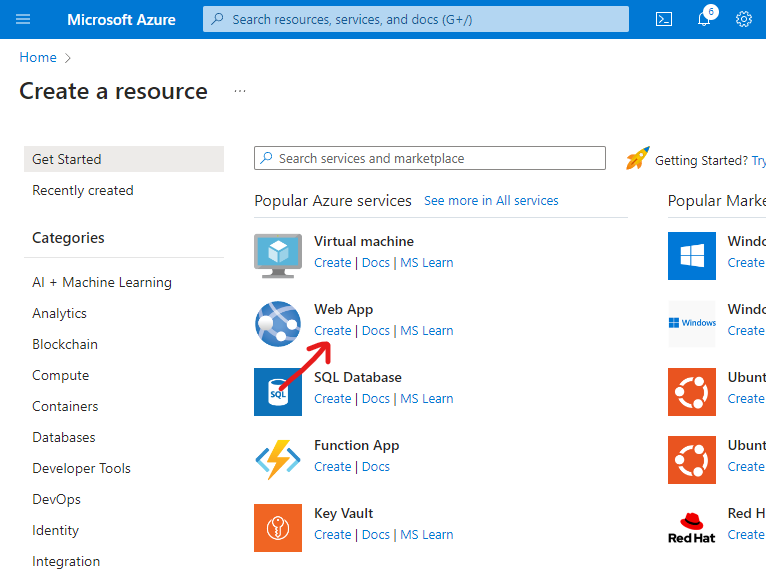 Microsoft Azure
Search resources, services, and docs (G+/)
6
Home >
Create a resource ...
Get Started
Recently created
Categories
AI + Machine Learning
Analytics
Blockchain
Compute
Containers
Databases
Developer Tools
DevOps
Identity
Integration
Search services and marketplace
Getting Started? Try
Popular Azure services See more in All services
Virtual machine
Create | Docs | MS Learn
Web App
Create | Docs | MS Learn
SQL
SQL Database
Create | Docs | MS Learn
Function App
Create | Docs
Key Vault
Create | Docs | MS Learn
Popular Marke
Windo
Create
Windows
Windo
Create
Ubunt
Create
Ubunt
Create
Red Hat
Red H
Create